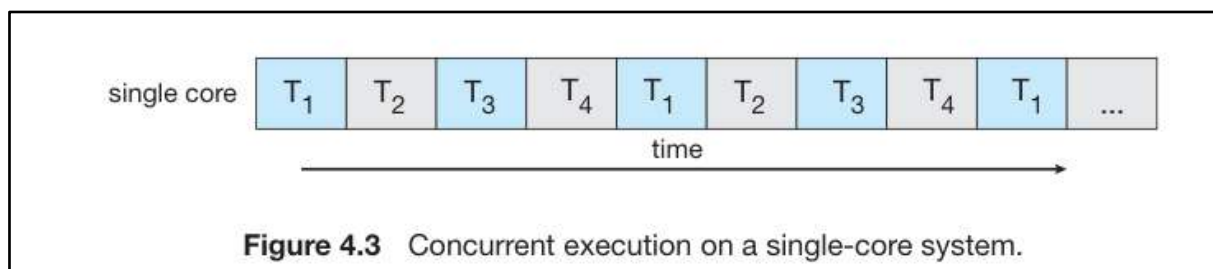 single core T1 T2 T3 T4 T1 T2 T3 T4 T1 ...
time
Figure 4.3 Concurrent execution on a single-core system.